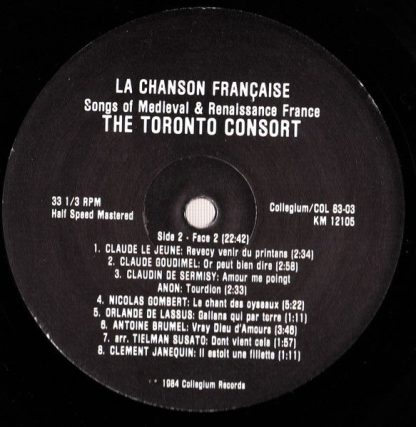 LA CHANSON FRANÇAISE
Songs of Medieval & Renaissance France
THE TORONTO CONSORT
33 1/3 RPM
Half Speed Mastered
Collegium/COL 83-03
KM 12105
Side 2 - Face 2 (22:42)
1. CLAUDE LE JEUNE: Revecy venir du printans (2:34)
2. CLAUDE GOUDIMEL: Or peut bien dire (2:58)
3. CLAUDIN DE SERMISY: Amour me poingt
ANON: Tourdion (2:33)
4. NICOLAS GOMBERT: Le chant des oyseaux (5:22)
5. ORLANDE DE LASSUS: Gallans qui par terre (1:11)
6. ANTOINE BRUMEL: Vray Dieu d'Amours (3:46)
7. arr. TIELMAN SUSATO: Dont vient cela (1:57)
8. CLEMENT JANEQUIN: Il estoit une fillette (1:11)
1984 Collegium Records